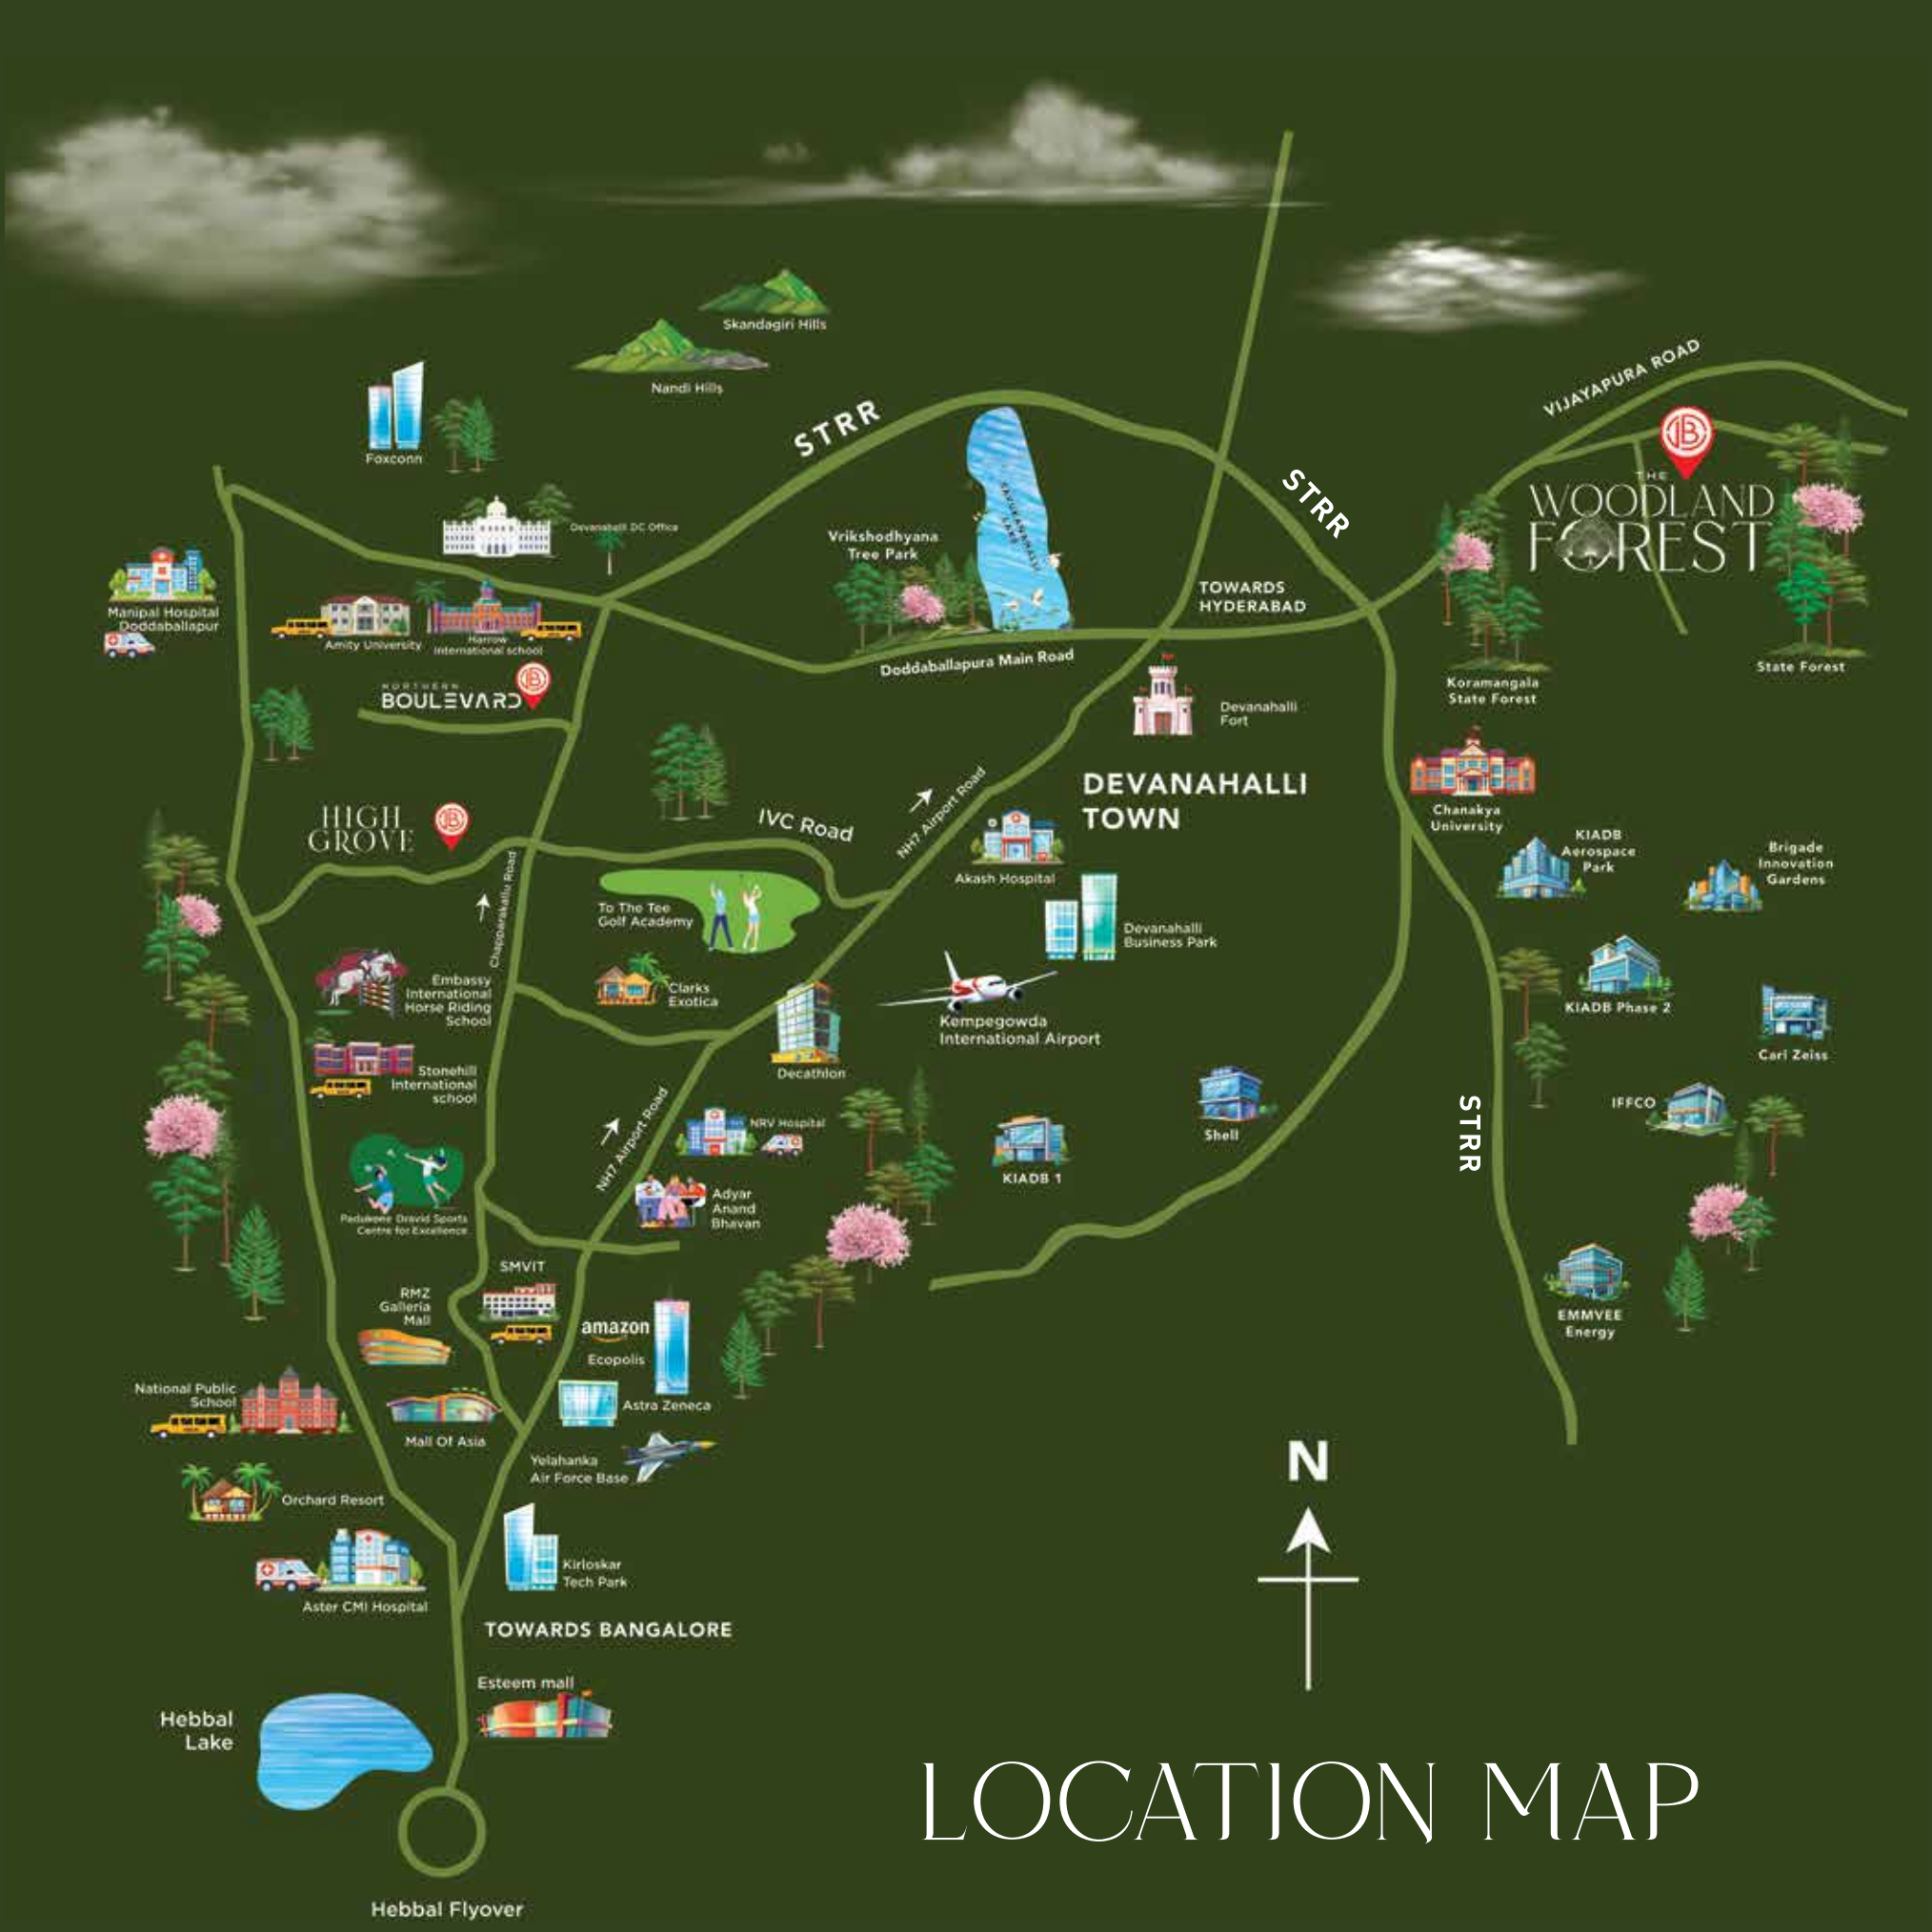 Skandagiri Hills
Nandi Hills
VIJAYAPURA ROAD
STRR
Foxconn
STRR
THE
WOODLAND
FOREST
Devanahalli DC Office
Vrikshodhyana
Tree Park
TOWARDS
HYDERABAD
Manipal Hospital
Doddaballapur
Amity University
Harrow
International school
Doddaballapura Main Road
State Forest
Koramangala
State Forest
NORTHERN
BOULEVARD
Devanahalli
Fort
DEVANAHALLI
TOWN
HIGH
GROVE
IVC Road
NH7 Airport Road
Chanakya
University
KIADB
Aerospace
Park
Brigade
Innovation
Gardens
Akash Hospital
Chapparakallu Road
To The Tee
Golf Academy
Devanahalli
Business Park
Embassy
International
Horse Riding
School
Clarks
Exotica
KIADB Phase 2
Kempegowda
International Airport
Carl Zeiss
Decathlon
Stonehill
International
school
NH7 Airport Road
NRV Hospital
IFFCO
Shell
STRR
KIADB 1
Adyar
Anand
Bhavan
Padukone Dravid Sports
Centre for Excellence
SMVIT
RMZ
Galleria
Mall
amazon
Ecopolis
EMMVEE
Energy
National Public
School
Astra Zeneca
Mall Of Asia
Yelahanka
Air Force Base
N
Orchard Resort
Kirloskar
Tech Park
Aster CMI Hospital
TOWARDS BANGALORE
Esteem mall
Hebbal
Lake
LOCATION MAP
Hebbal Flyover